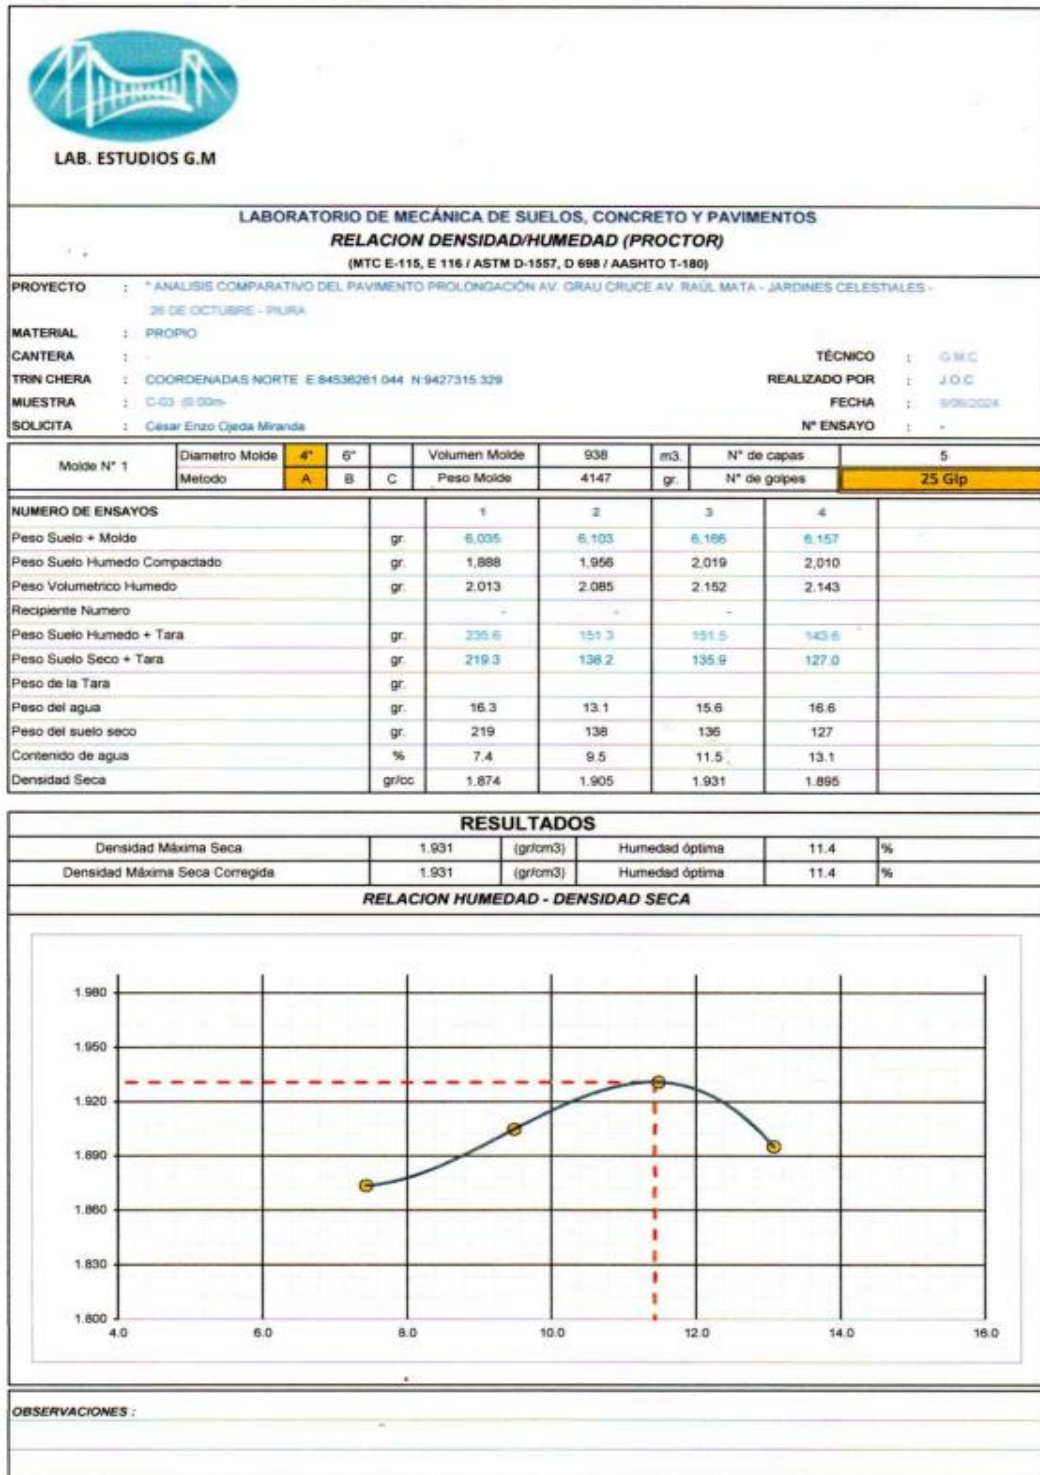 LAB. ESTUDIOS G.M
LABORATORIO DE MECÁNICA DE SUELOS, CONCRETO Y PAVIMENTOS
RELACION DENSIDAD/HUMEDAD (PROCTOR)
(MTC E-115, E 116 / ASTM D-1557, D 698 / AASHTO T-180)
PROYECTO : " ANALISIS COMPARATIVO DEL PAVIMENTO PROLONGACIÓN AV. GRAU CRUCE AV. RAÚL MATA - JARDINES CELESTIALES -
26 DE OCTUBRE - PIURA
MATERIAL : PROPIO
CANTERA : - TÉCNICO : G.M.C
TRIN CHERA : COORDENADAS NORTE E:84536261.044 N:9427315.329 REALIZADO POR : J.O.C
MUESTRA : C-03 (0.00m- FECHA : 9/06/2024
SOLICITA : César Enzo Ojeda Miranda N° ENSAYO : -
Molde N° 1 Diametro Molde 4" 6" Volumen Molde 938 m3. N° de capas 5
Metodo A B C Peso Molde 4147 gr. N° de golpes 25 Glp
NUMERO DE ENSAYOS 1 2 3 4
Peso Suelo + Molde gr. 6,035 6,103 6,166 6,157
Peso Suelo Humedo Compactado gr. 1,888 1,956 2,019 2,010
Peso Volumetrico Humedo gr. 2.013 2.085 2.152 2.143
Recipiente Numero - - -
Peso Suelo Humedo + Tara gr. 235.6 151.3 151.5 143.6
Peso Suelo Seco + Tara gr. 219.3 138.2 135.9 127.0
Peso de la Tara gr.
Peso del agua gr. 16.3 13.1 15.6 16.6
Peso del suelo seco gr. 219 138 136 127
Contenido de agua % 7.4 9.5 11.5 13.1
Densidad Seca gr/cc 1.874 1.905 1.931 1.895
RESULTADOS
Densidad Máxima Seca 1.931 (gr/cm3) Humedad óptima 11.4 %
Densidad Máxima Seca Corregida 1.931 (gr/cm3) Humedad óptima 11.4 %
RELACION HUMEDAD - DENSIDAD SECA
1.980
1.950
1.920
1.890
1.860
1.830
1.800
4.0 6.0 8.0 10.0 12.0 14.0 16.0
OBSERVACIONES :